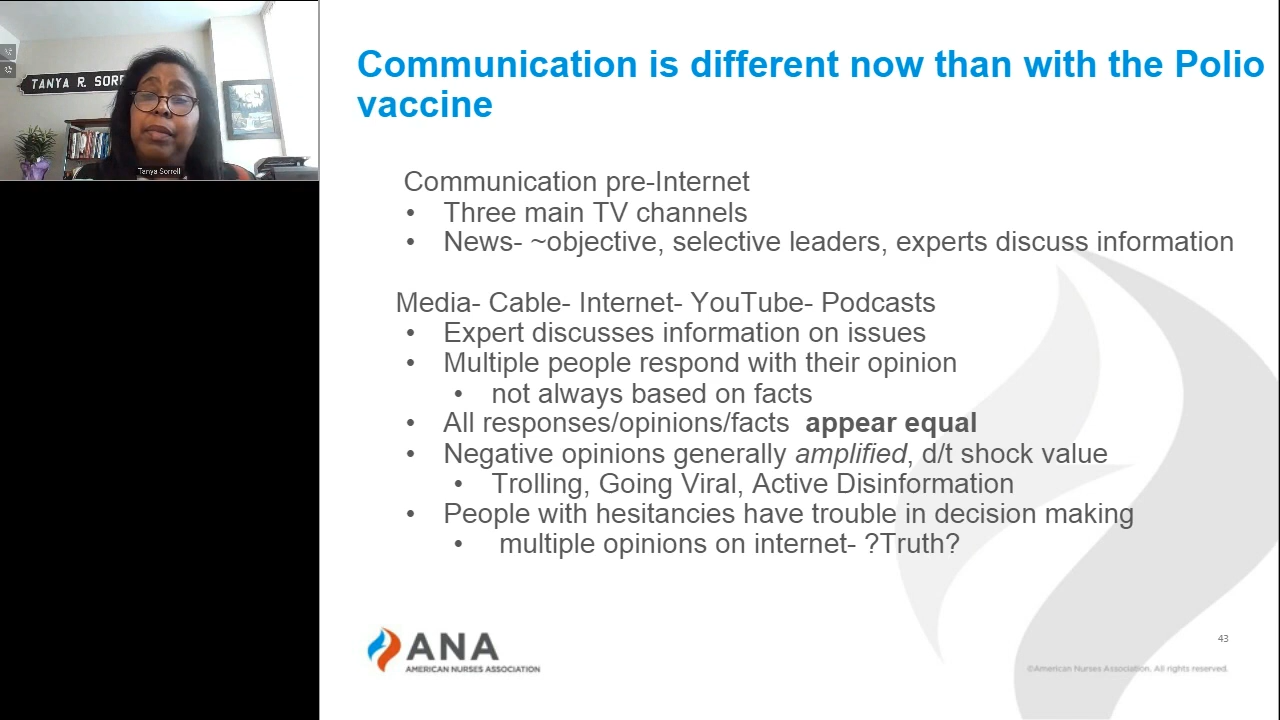 TANYA R. SORR
Tanya Sorrell
Communication is different now than with the Polio
vaccine
Communication pre-Internet
• Three main TV channels
• News- ~objective, selective leaders, experts discuss information
Media- Cable- Internet- YouTube- Podcasts
• Expert discusses information on issues
• Multiple people respond with their opinion
• not always based on facts
• All responses/opinions/facts appear equal
• Negative opinions generally amplified, d/t shock value
• Trolling, Going Viral, Active Disinformation
• People with hesitancies have trouble in decision making
• multiple opinions on internet- ?Truth?
ANA
AMERICAN NURSES ASSOCIATION
43
©American Nurses Association. All rights reserved.